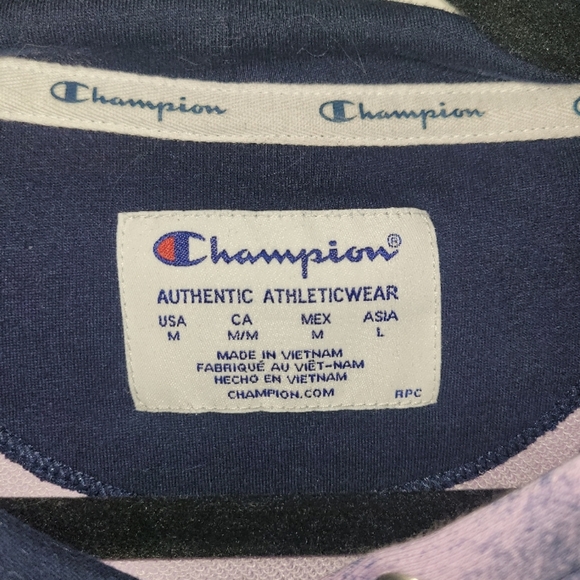 Champion Champion
Champion®
AUTHENTIC ATHLETICWEAR
USA CA MEX ASIA
M M/M M L
MADE IN VIETNAM
FABRIQUÉ AU VIÊT-NAM
HECHO EN VIETNAM
CHAMPION.COM RPC